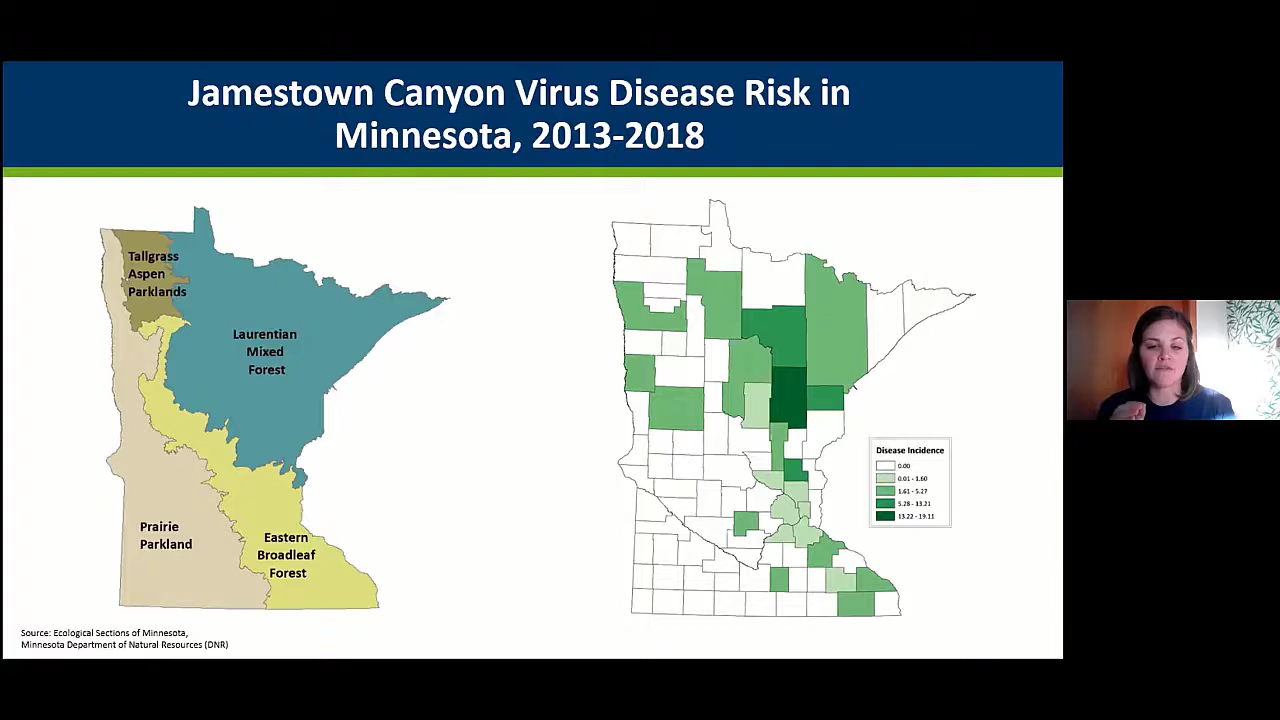 Jamestown Canyon Virus Disease Risk in
Minnesota, 2013-2018
Tallgrass
Aspen
Parklands
Laurentian
Mixed
Forest
Prairie
Parkland
Eastern
Broadleaf
Forest
Disease Incidence
0.00
0.01 - 1.60
1.61 - 5.27
5.28 - 13.21
13.22 - 19.11
Source: Ecological Sections of Minnesota,
Minnesota Department of Natural Resources (DNR)